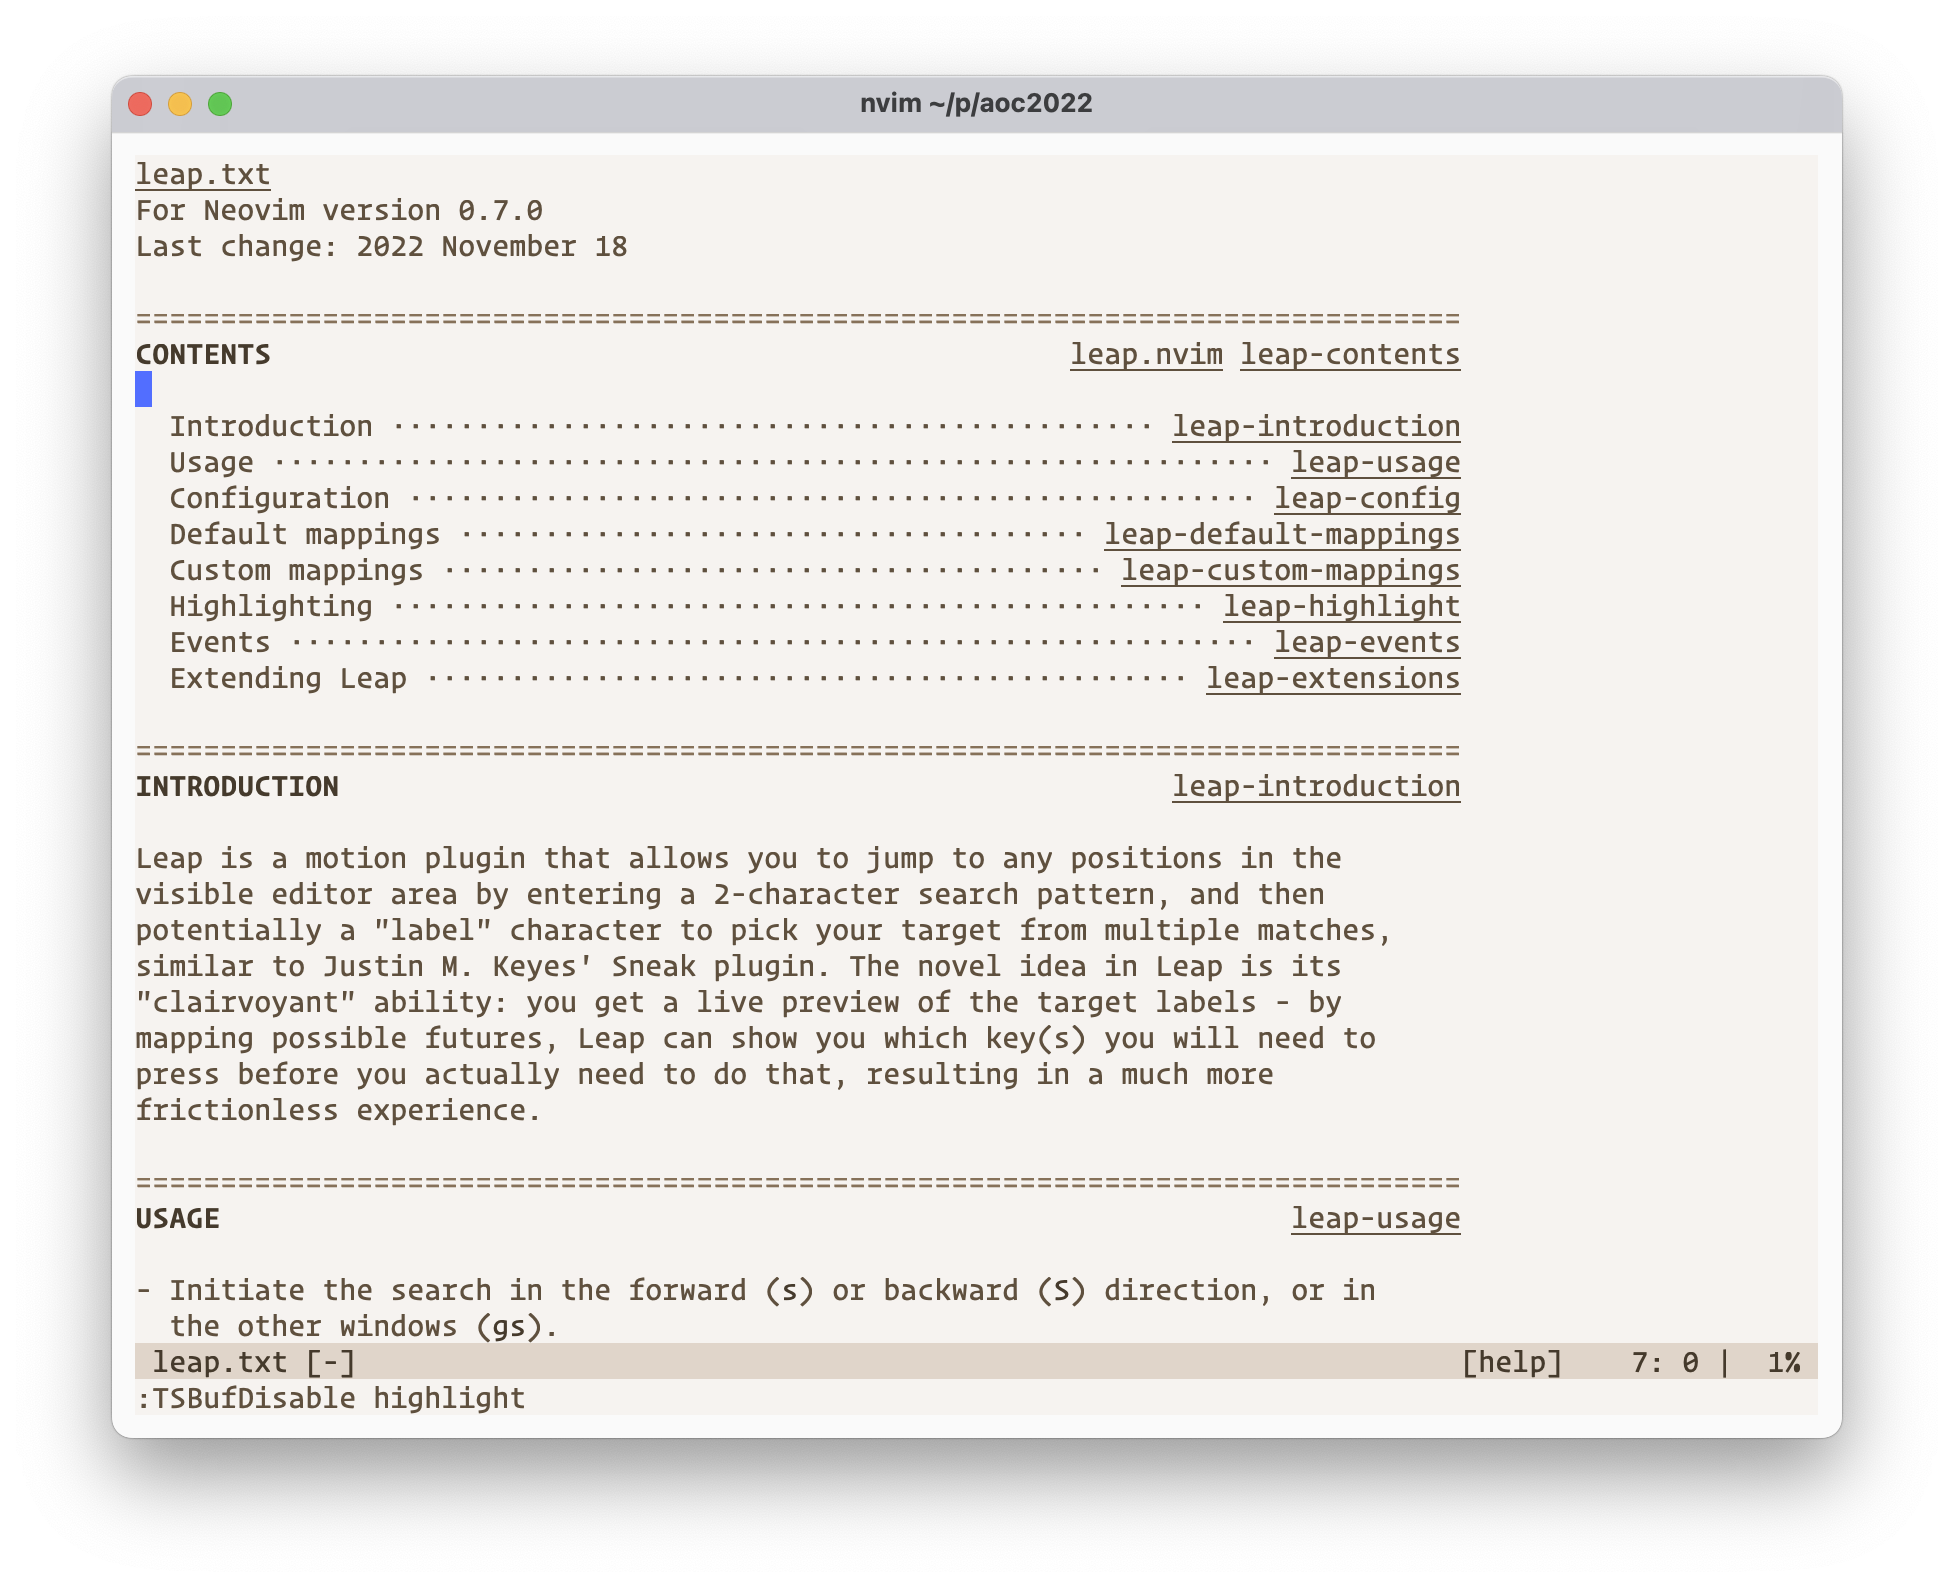 nvim ~/p/aoc2022
leap.txt
For Neovim version 0.7.0
Last change: 2022 November 18
==============================================================================
CONTENTS leap.nvim leap-contents
Introduction ············································· leap-introduction
Usage ··························································· leap-usage
Configuration ·················································· leap-config
Default mappings ····································· leap-default-mappings
Custom mappings ······································· leap-custom-mappings
Highlighting ················································ leap-highlight
Events ························································· leap-events
Extending Leap ············································· leap-extensions
==============================================================================
INTRODUCTION leap-introduction
Leap is a motion plugin that allows you to jump to any positions in the
visible editor area by entering a 2-character search pattern, and then
potentially a "label" character to pick your target from multiple matches,
similar to Justin M. Keyes' Sneak plugin. The novel idea in Leap is its
"clairvoyant" ability: you get a live preview of the target labels - by
mapping possible futures, Leap can show you which key(s) you will need to
press before you actually need to do that, resulting in a much more
frictionless experience.
==============================================================================
USAGE leap-usage
- Initiate the search in the forward (s) or backward (S) direction, or in
the other windows (gs).
leap.txt [-] [help] 7: 0 | 1%
:TSBufDisable highlight